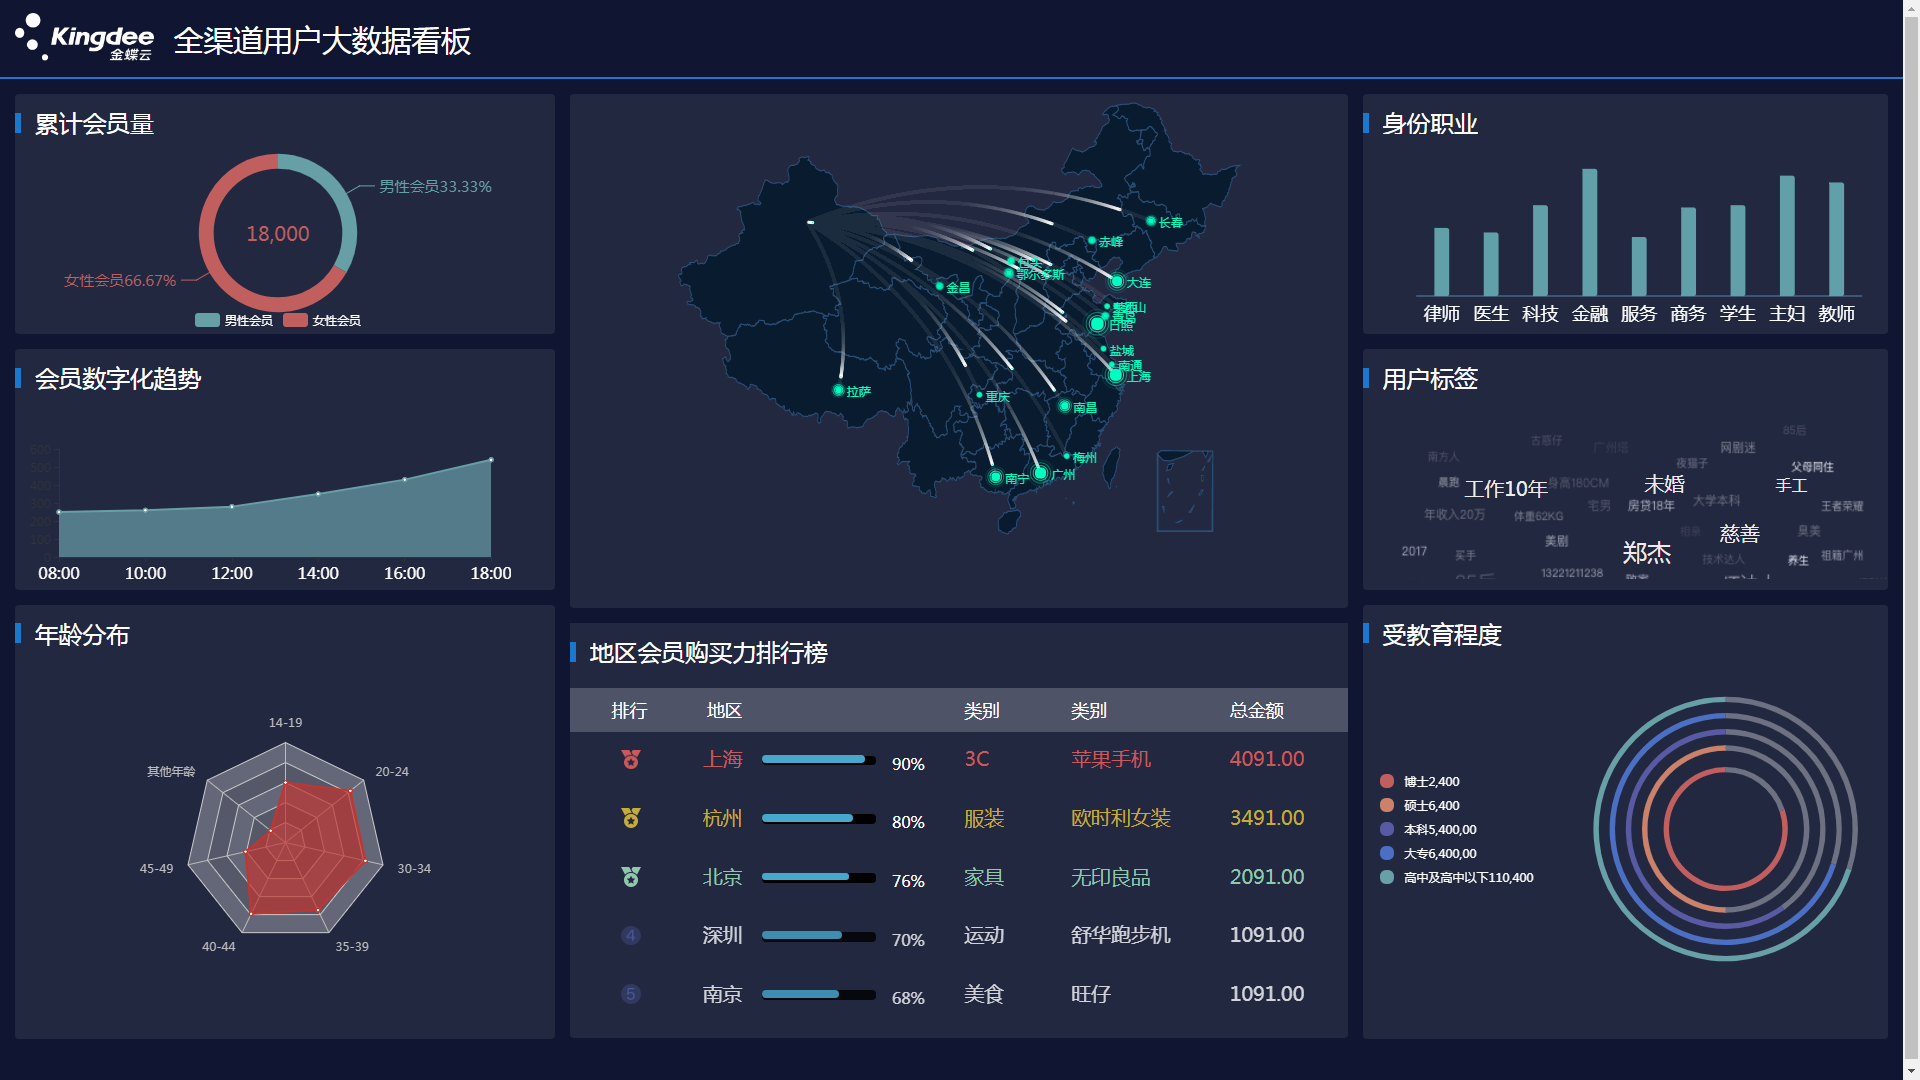 Kingdee
金蝶云
全渠道用户大数据看板
累计会员量
男性会员33.33%
18,000
女性会员66.67%
男性会员 女性会员
会员数字化趋势
600
500
400
300
200
100
0
08:00 10:00 12:00 14:00 16:00 18:00
年龄分布
14-19
其他年龄 20-24
45-49 30-34
40-44 35-39
长春
赤峰
包头
鄂尔多斯
大连
金昌
青岛
日照
盐城
南通
上海
拉萨
重庆
南昌
梅州
南宁
广州
地区会员购买力排行榜
排行 地区 类别 类别 总金额
上海 90% 3C 苹果手机 4091.00
杭州 80% 服装 欧时利女装 3491.00
北京 76% 家具 无印良品 2091.00
4 深圳 70% 运动 舒华跑步机 1091.00
5 南京 68% 美食 旺仔 1091.00
身份职业
律师 医生 科技 金融 服务 商务 学生 主妇 教师
用户标签
85后
古惑仔 广州塔 网剧迷
南方人 夜猫子 父母同住
晨跑 工作10年 身高180CM 未婚 手工
宅男 房贷18年 大学本科 王者荣耀
年收入20万 体重62KG
祖亲 慈善 臭美
2017 买手 美剧 郑杰 技术达人 养生 祖籍广州
13221211238
受教育程度
博士2,400
硕士6,400
本科5,400,00
大专6,400,00
高中及高中以下110,400